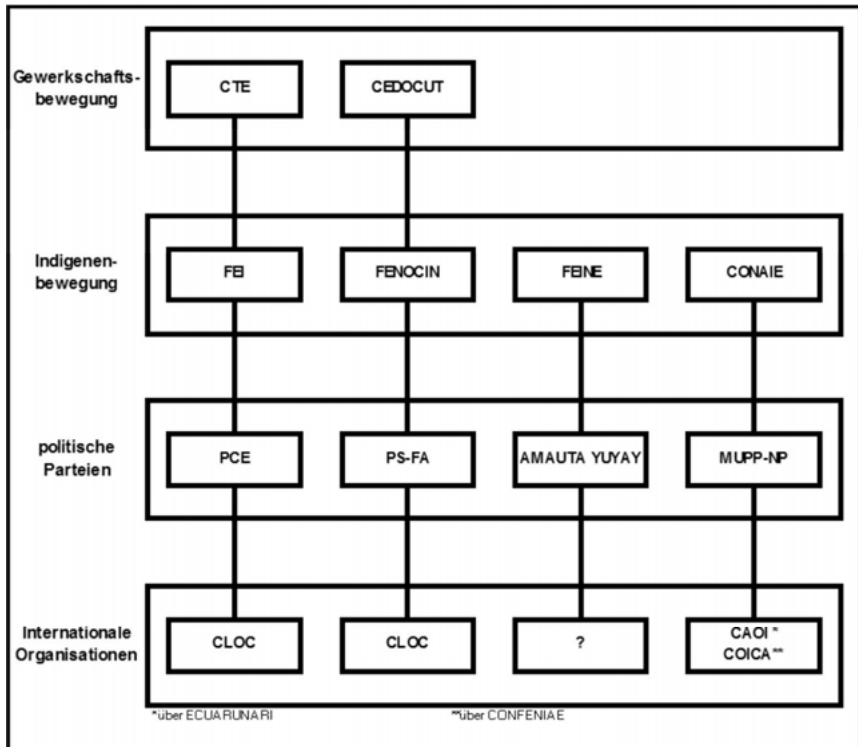 Gewerkschafts-
bewegung
CTE
CEDOCUT
Indigenen-
bewegung
FEI
FENOCIN
FEINE
CONAIE
politische
Parteien
PCE
PS-FA
AMAUTA YUYAY
MUPP-NP
Internationale
Organisationen
CLOC
CLOC
?
CAOI *
COICA**
*über ECUARUNARI
**über CONFENIAE